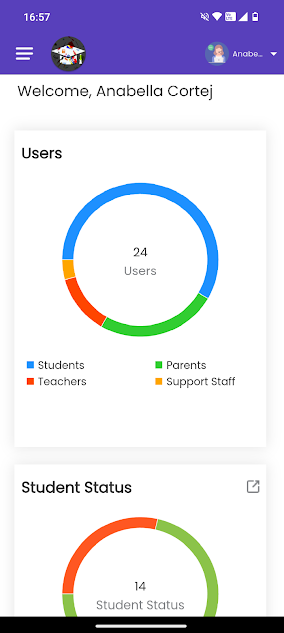 16:57
Anabe...
Welcome, Anabella Cortej
Users
24
Users
Students
Parents
Teachers
Support Staff
Student Status
14
Student Status